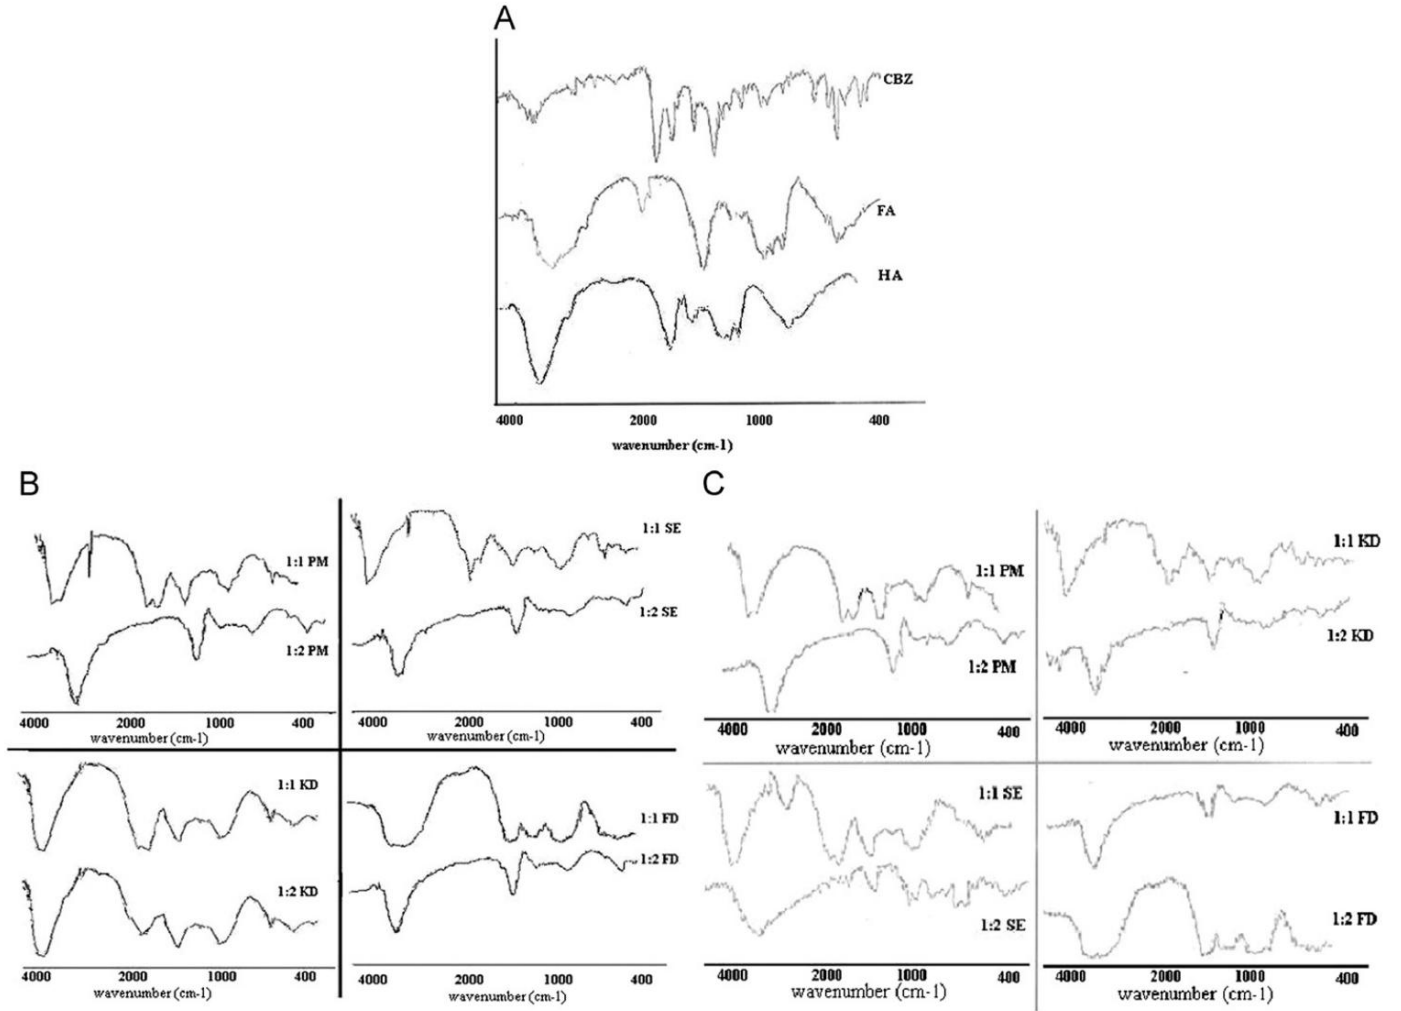 A
CBZ
FA
HA
4000 2000 1000 400
wavenumber (cm-1)
B
1:1 PM
1:2 PM
4000 2000 1000 400
wavenumber (cm-1)
1:1 SE
1:2 SE
4000 2000 1000 400
wavenumber (cm-1)
1:1 KD
1:2 KD
4000 2000 1000 400
wavenumber (cm-1)
1:1 FD
1:2 FD
4000 2000 1000 400
wavenumber (cm-1)
C
1:1 PM
1:2 PM
4000 2000 1000 400
wavenumber (cm-1)
1:1 KD
1:2 KD
4000 2000 1000 400
wavenumber (cm-1)
1:1 SE
1:2 SE
4000 2000 1000 400
wavenumber (cm-1)
1:1 FD
1:2 FD
4000 2000 1000 400
wavenumber (cm-1)